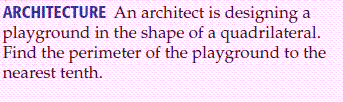 ARCHITECTURE An architect is designing a
playground in the shape of a quadrilateral.
Find the perimeter of the playground to the
nearest tenth.